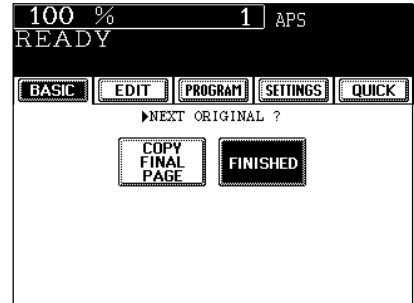 100 % 1 APS
READY
BASIC EDIT PROGRAM SETTINGS QUICK
▶NEXT ORIGINAL ?
COPY
FINAL
PAGE
FINISHED